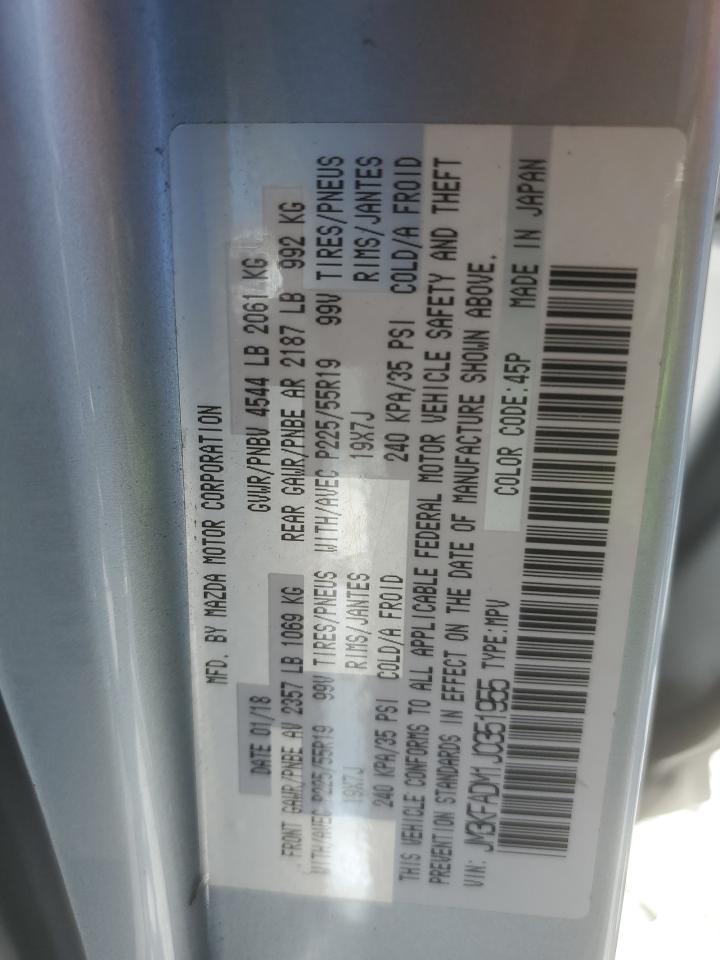 MFD. BY MAZDA MOTOR CORPORATION
DATE 01/18 GVWR/PNBV 4544 LB 2061 KG
FRONT GAWR/PNBE AV 2357 LB 1069 KG REAR GAWR/PNBE AR 2187 LB 992 KG
WITH/AVEC P225/55R19 99V TIRES/PNEUS WITH/AVEC P225/55R19 99V TIRES/PNEUS
19X7J RIMS/JANTES 19X7J RIMS/JANTES
240 KPA/35 PSI COLD/A FROID 240 KPA/35 PSI COLD/A FROID
THIS VEHICLE CONFORMS TO ALL APPLICABLE FEDERAL MOTOR VEHICLE SAFETY AND THEFT
PREVENTION STANDARDS IN EFFECT ON THE DATE OF MANUFACTURE SHOWN ABOVE.
VIN: JM3KFADM1J0351955 TYPE:MPV COLOR CODE:45P MADE IN JAPAN